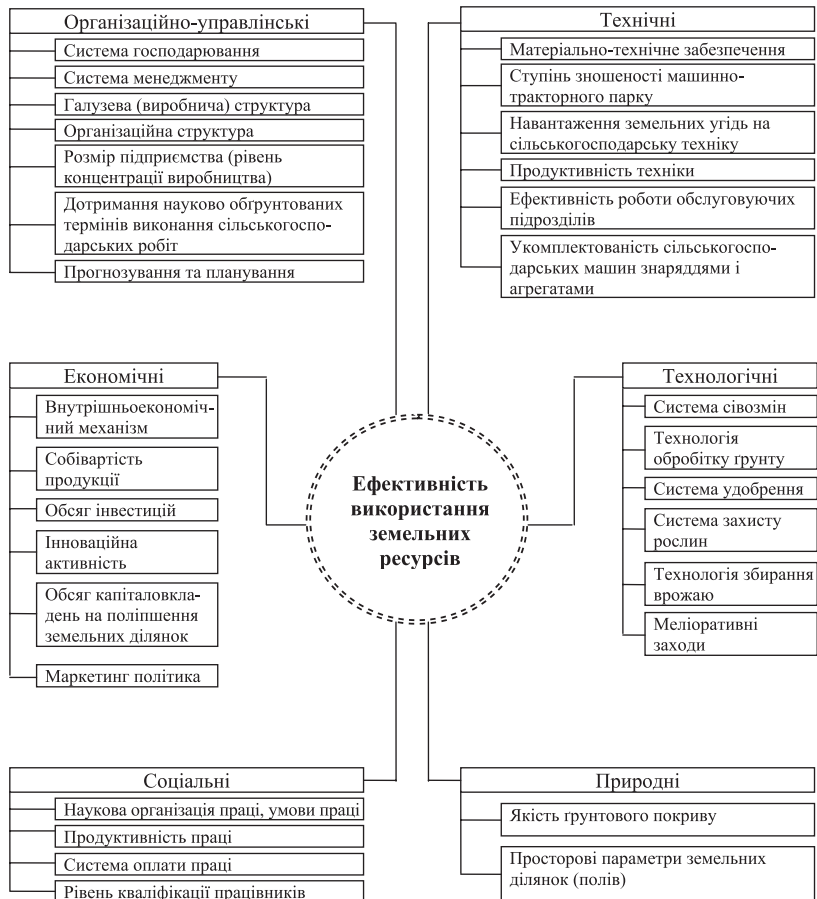 Організаційно-управлінські
Система господарювання
Система менеджменту
Галузева (виробнича) структура
Організаційна структура
Розмір підприємства (рівень
концентрації виробництва)
Дотримання науково обґрунтованих
термінів виконання сільськогоспо-
дарських робіт
Прогнозування та планування
Технічні
Матеріально-технічне забезпечення
Ступінь зношеності машинно-
тракторного парку
Навантаження земельних угідь на
сільськогосподарську техніку
Продуктивність техніки
Ефективність роботи обслуговуючих
підрозділів
Укомплектованість сільськогоспо-
дарських машин знаряддями і
агрегатами
Економічні
Внутрішньоекономіч-
ний механізм
Собівартість
продукції
Обсяг інвестицій
Інноваційна
активність
Обсяг капіталовкла-
день на поліпшення
земельних ділянок
Маркетинг політика
Ефективність
використання
земельних
ресурсів
Технологічні
Система сівозмін
Технологія
обробітку ґрунту
Система удобрення
Система захисту
рослин
Технологія збирання
врожаю
Меліоративні
заходи
Соціальні
Наукова організація праці, умови праці
Продуктивність праці
Система оплати праці
Рівень кваліфікації працівників
Природні
Якість ґрунтового покриву
Просторові параметри земельних
ділянок (полів)